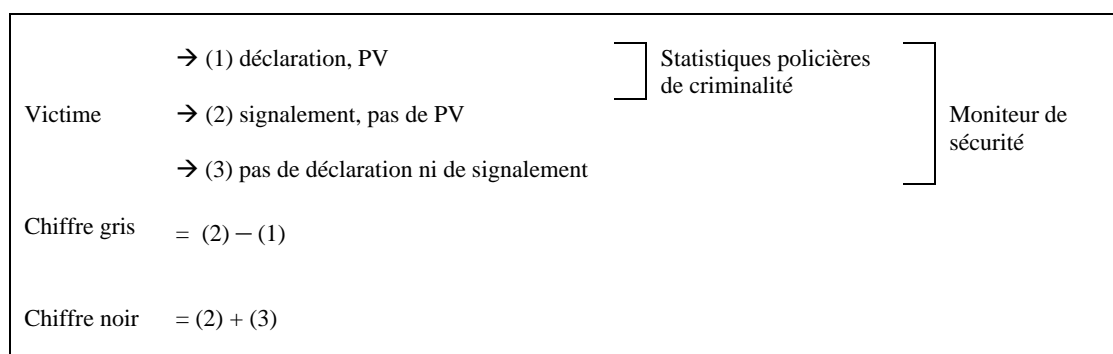 → (1) déclaration, PV
Statistiques policières
de criminalité
Victime
→ (2) signalement, pas de PV
Moniteur de
sécurité
→ (3) pas de déclaration ni de signalement
Chiffre gris = (2) — (1)
Chiffre noir = (2) + (3)